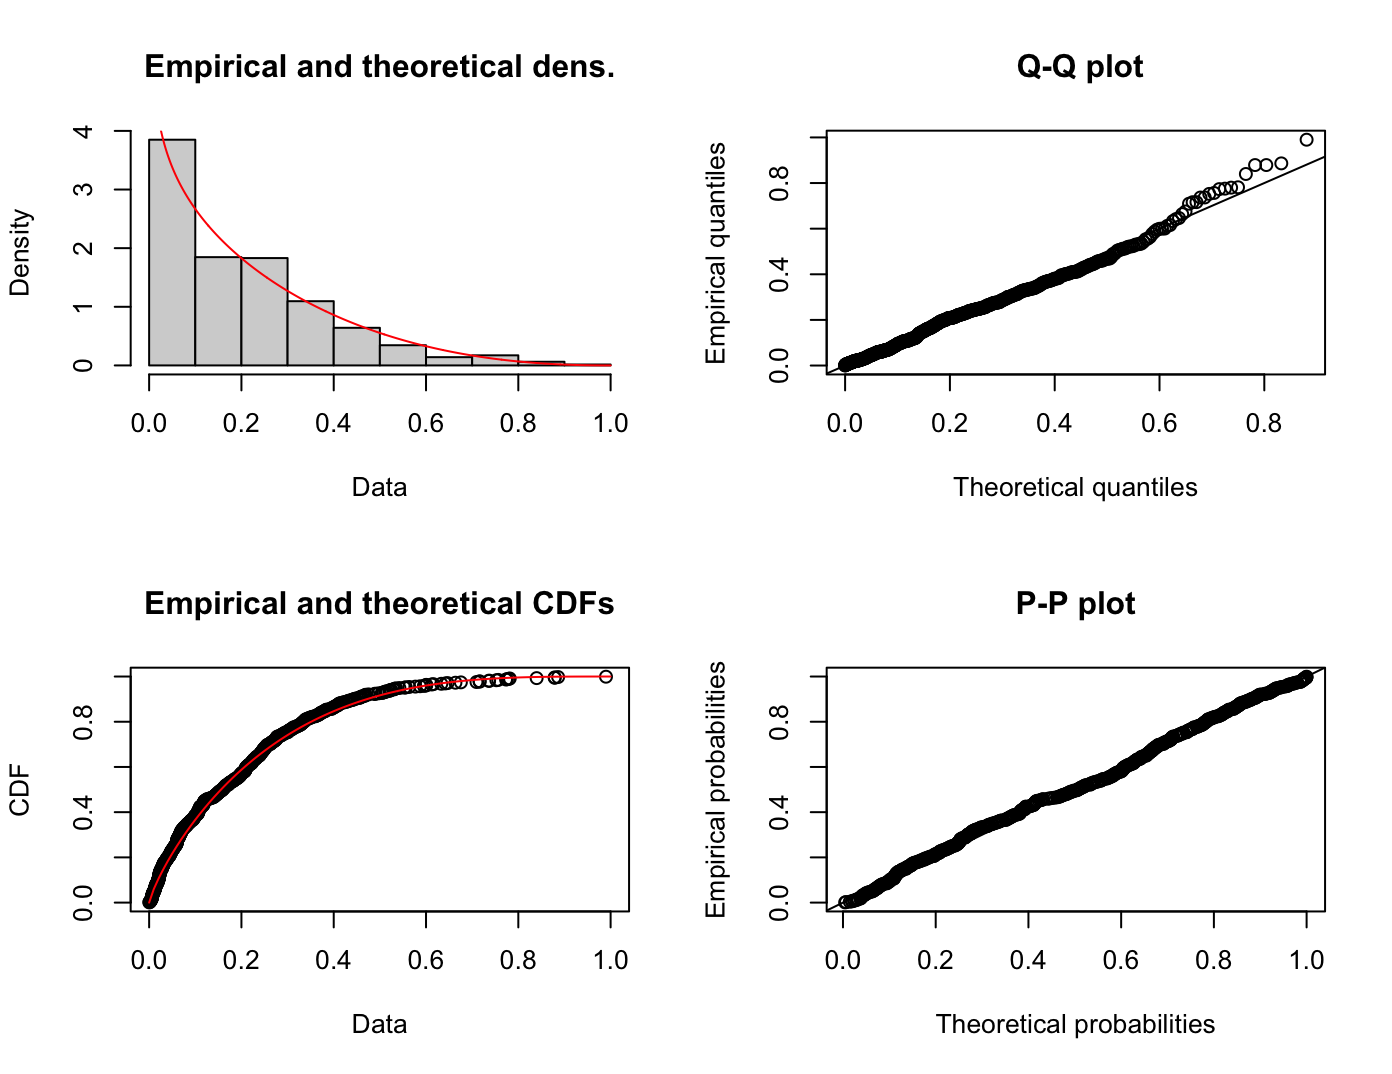 Empirical and theoretical dens.
Density
0 1 2 3 4
0.0 0.2 0.4 0.6 0.8 1.0
Data
Q-Q plot
Empirical quantiles
0.0 0.4 0.8
0.0 0.2 0.4 0.6 0.8
Theoretical quantiles
Empirical and theoretical CDFs
CDF
0.0 0.4 0.8
0.0 0.2 0.4 0.6 0.8 1.0
Data
P-P plot
Empirical probabilities
0.0 0.4 0.8
0.0 0.2 0.4 0.6 0.8 1.0
Theoretical probabilities